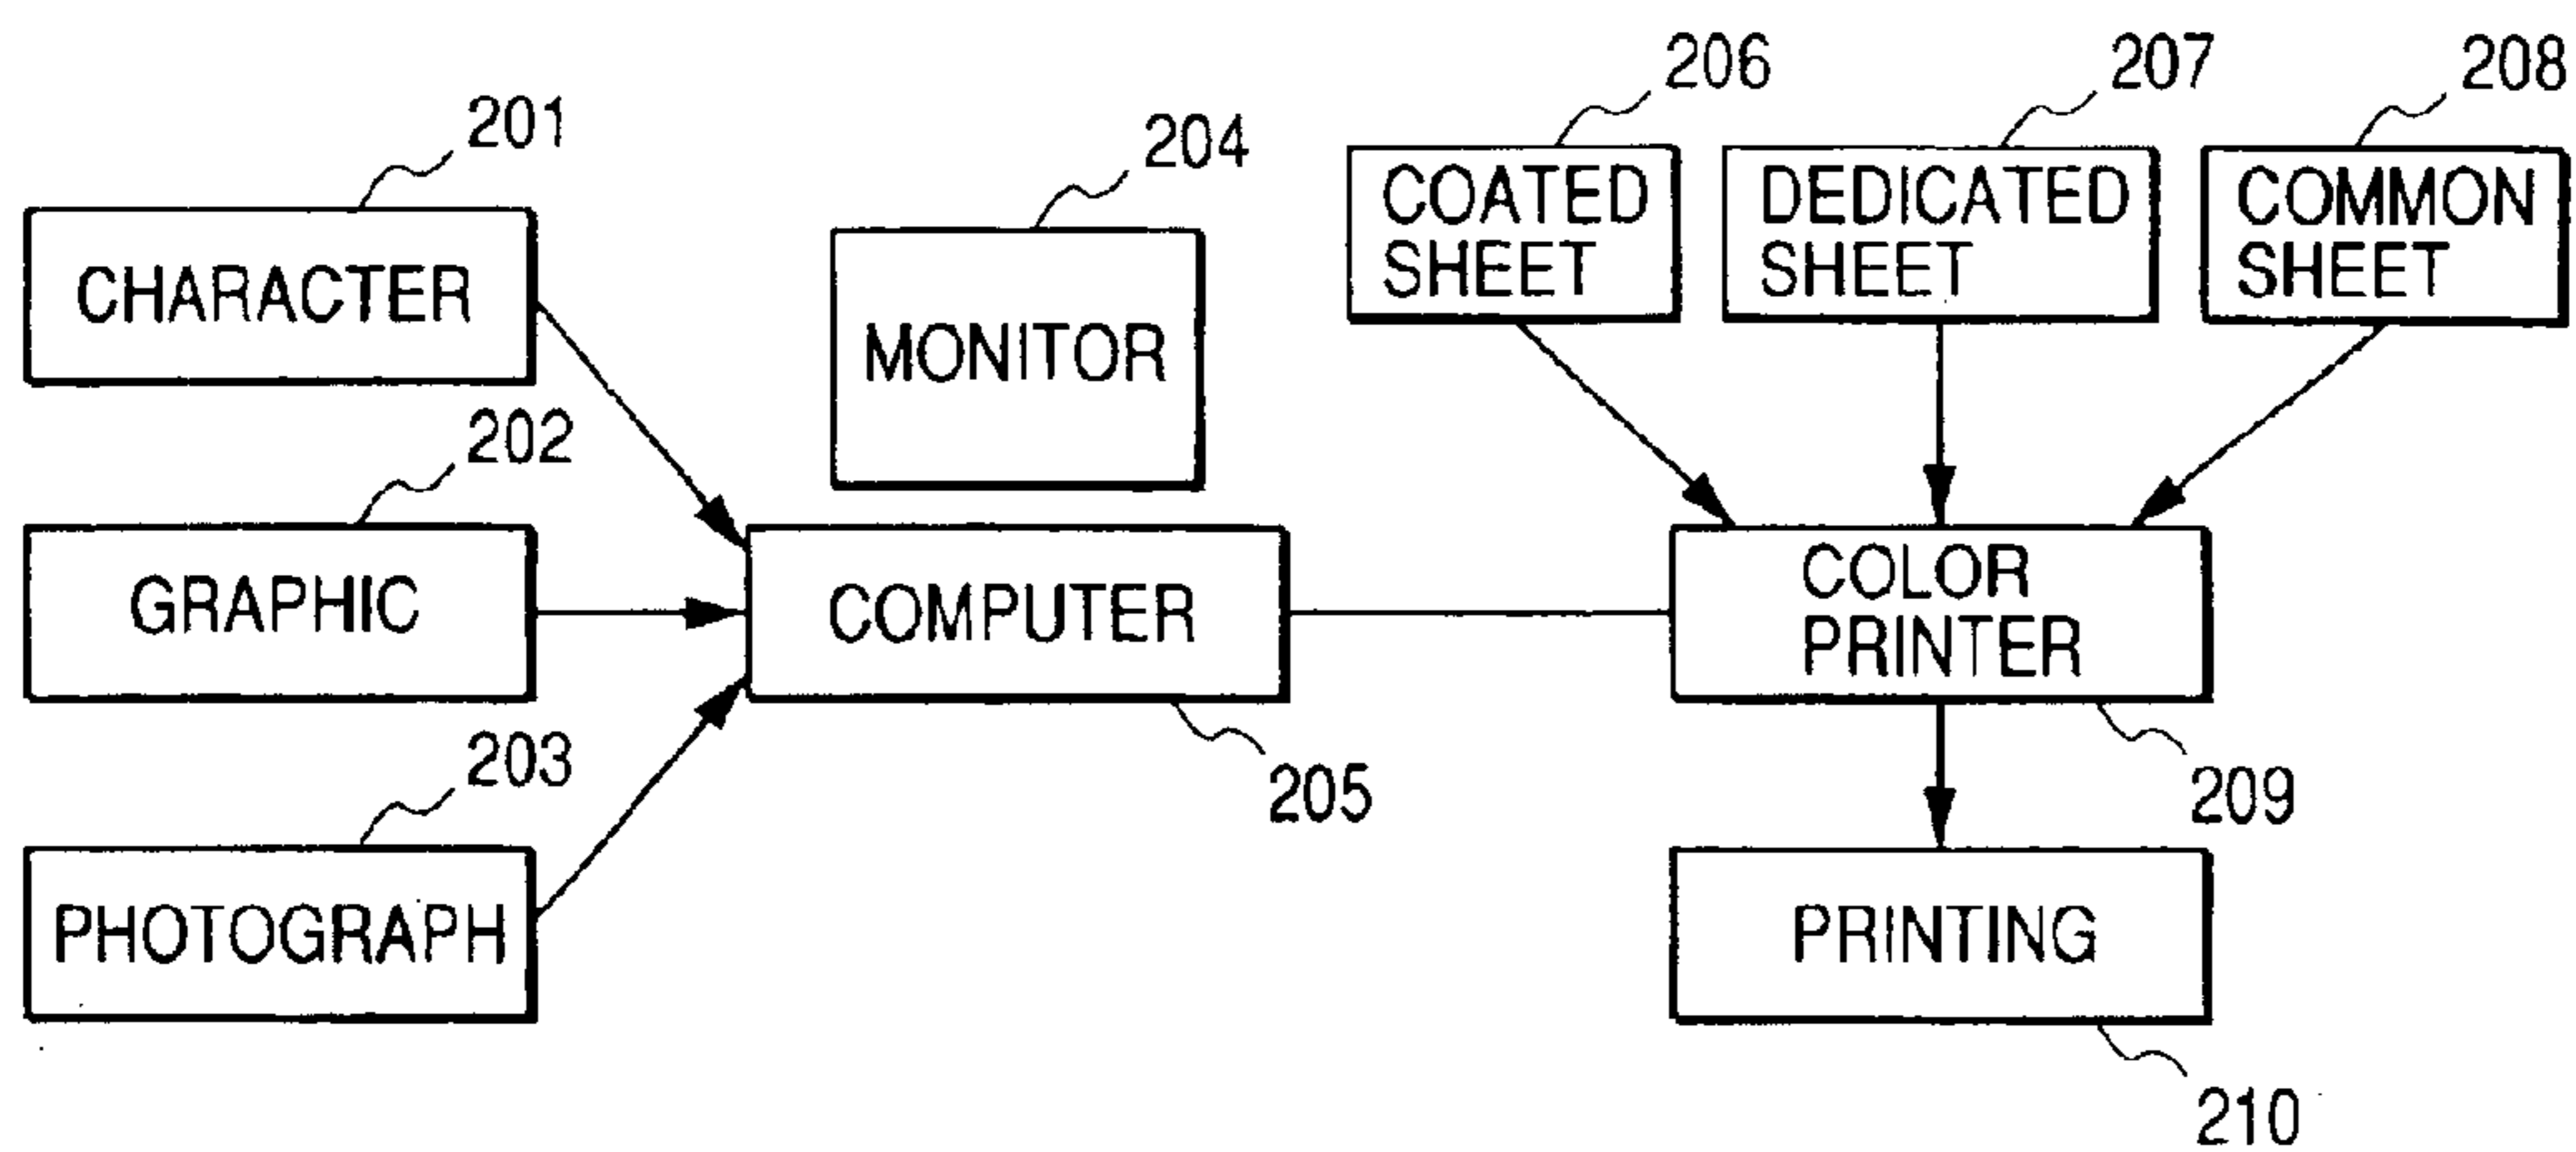 201
CHARACTER
202
GRAPHIC
203
PHOTOGRAPH
204
MONITOR
COMPUTER
205
206
COATED
SHEET
207
DEDICATED
SHEET
208
COMMON
SHEET
COLOR
PRINTER
209
PRINTING
210